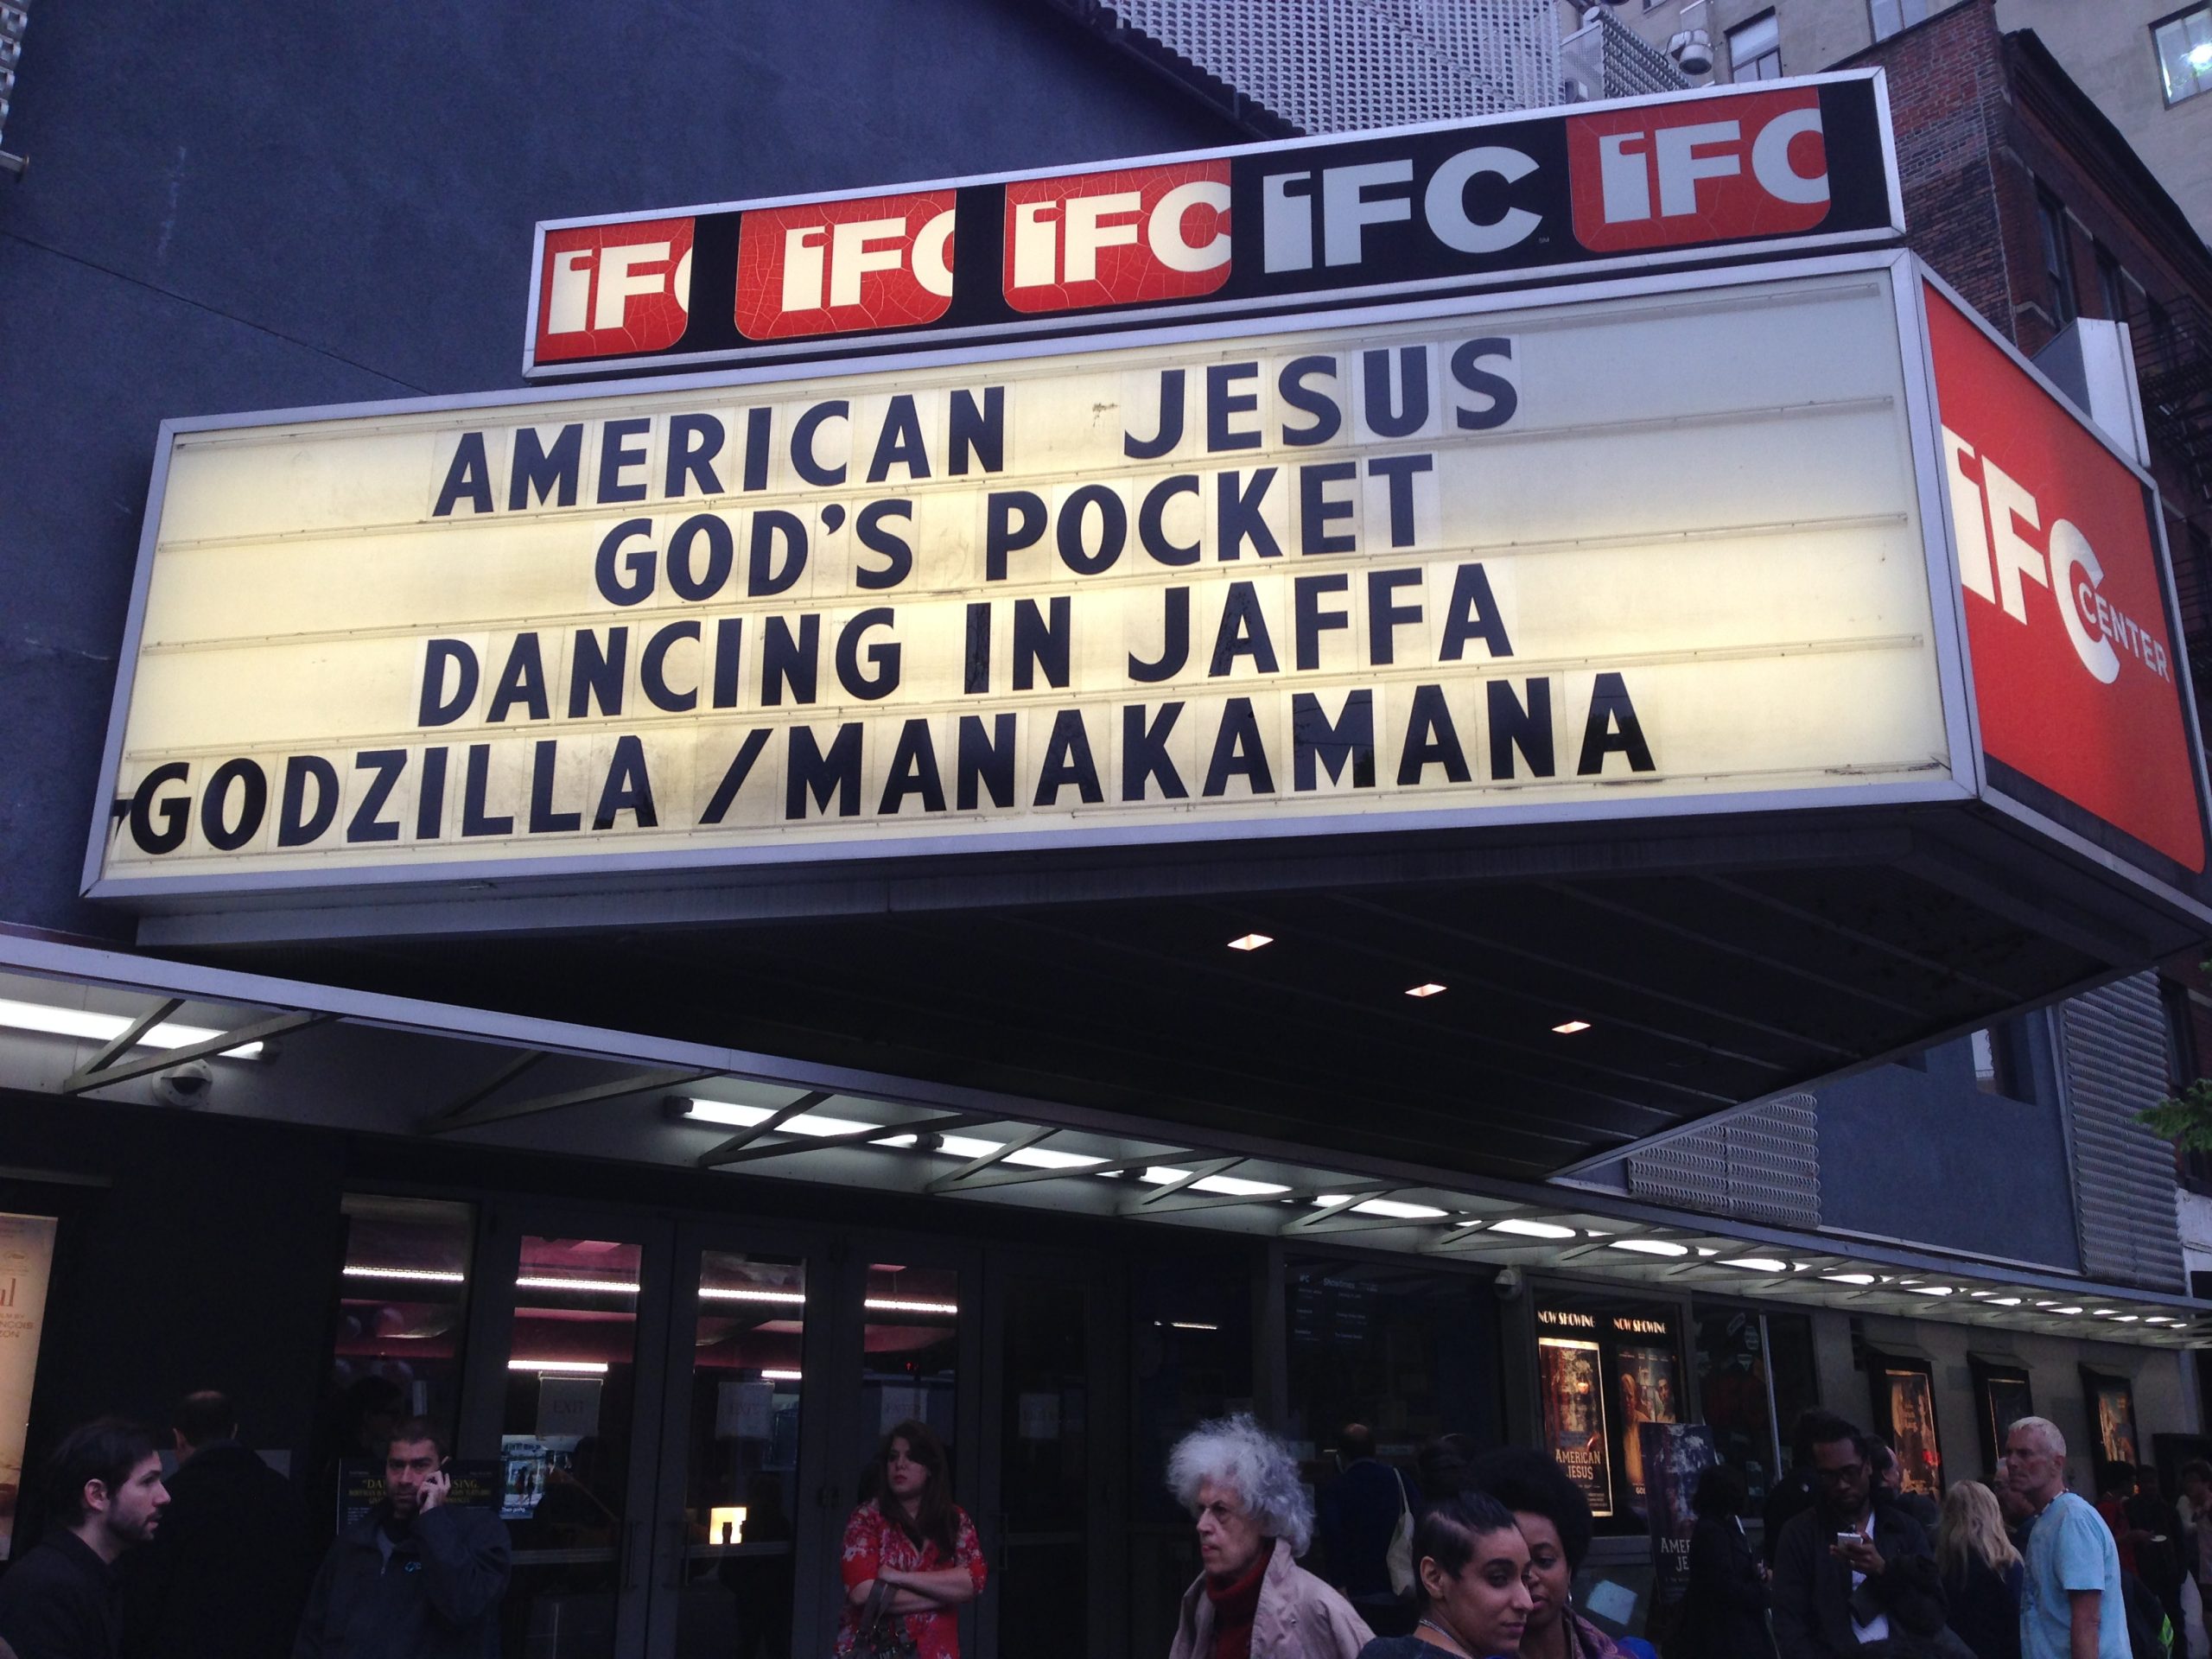 iFC iFC iFC iFC iFC
AMERICAN JESUS
GOD'S POCKET
DANCING IN JAFFA
GODZILLA /MANAKAMANA
iFC CENTER
NOW SHOWING NOW SHOWING
AMERICAN
JESUS